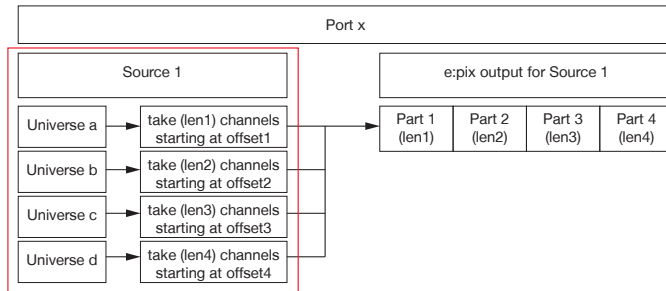 Port x
Source 1
e:pix output for Source 1
Universe a
take (len1) channels
starting at offset1
Part 1
(len1)
Part 2
(len2)
Part 3
(len3)
Part 4
(len4)
Universe b
take (len2) channels
starting at offset2
Universe c
take (len3) channels
starting at offset3
Universe d
take (len4) channels
starting at offset4